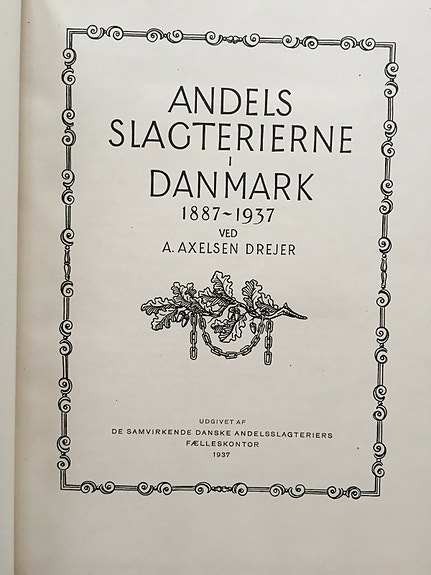 ANDELS
SLAGTERIERNE
I
DANMARK
1887~1937
VED
A. AXELSEN DREJER
UDGIVET AF
DE SAMVIRKENDE DANSKE ANDELSSLAGTERIERS
FÆLLESKONTOR
1937